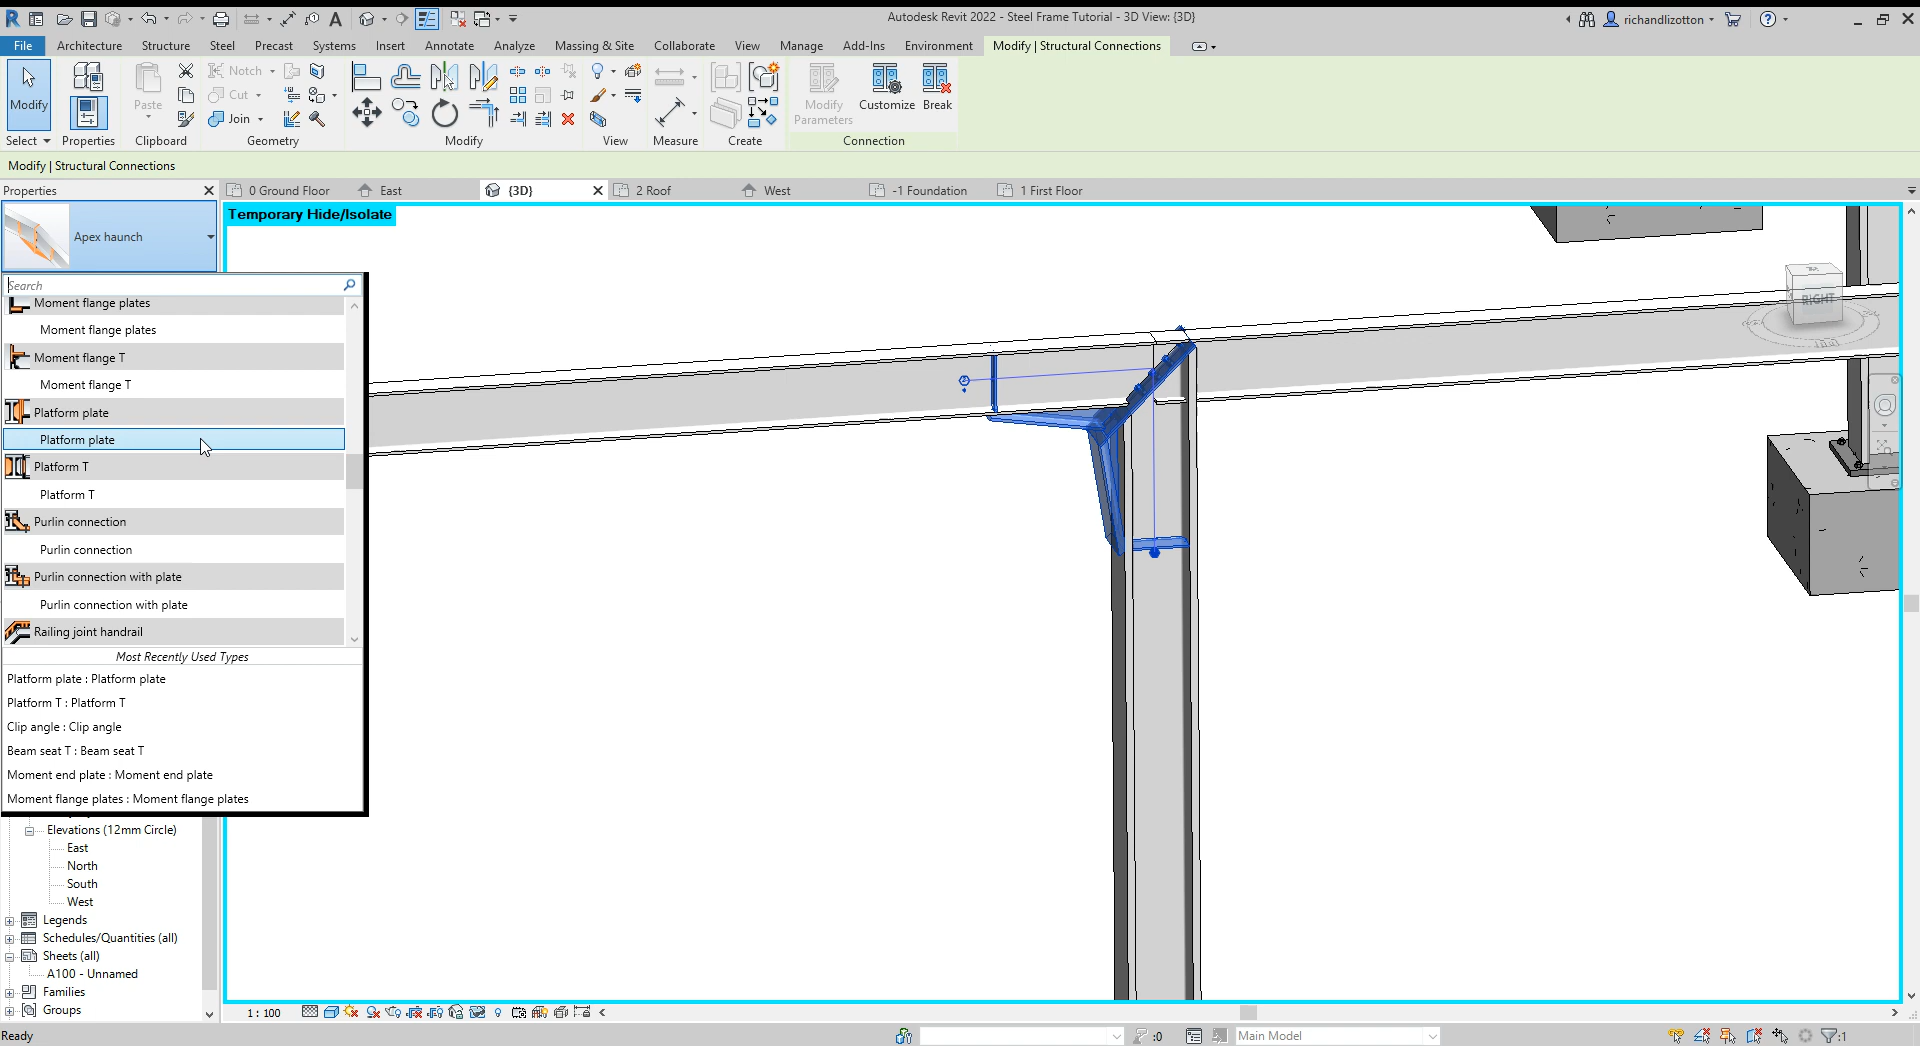 Autodesk Revit 2022 - Steel Frame Tutorial - 3D View: {3D}
richandlizotton
File Architecture Structure Steel Precast Systems Insert Annotate Analyze Massing & Site Collaborate View Manage Add-Ins Environment Modify | Structural Connections
Modify
Paste
Notch
Cut
Join
Modify Parameters
Customize
Break
Select Properties Clipboard Geometry Modify View Measure Create Connection
Modify | Structural Connections
Properties
0 Ground Floor East {3D} 2 Roof West -1 Foundation 1 First Floor
Temporary Hide/Isolate
Apex haunch
Search
Moment flange plates
Moment flange plates
Moment flange T
Moment flange T
Platform plate
Platform plate
Platform T
Platform T
Purlin connection
Purlin connection
Purlin connection with plate
Purlin connection with plate
Railing joint handrail
Most Recently Used Types
Platform plate : Platform plate
Platform T : Platform T
Clip angle : Clip angle
Beam seat T : Beam seat T
Moment end plate : Moment end plate
Moment flange plates : Moment flange plates
RIGHT
Elevations (12mm Circle)
East
North
South
West
Legends
Schedules/Quantities (all)
Sheets (all)
A100 - Unnamed
Families
Groups
1 : 100
Ready
:0
Main Model
:1